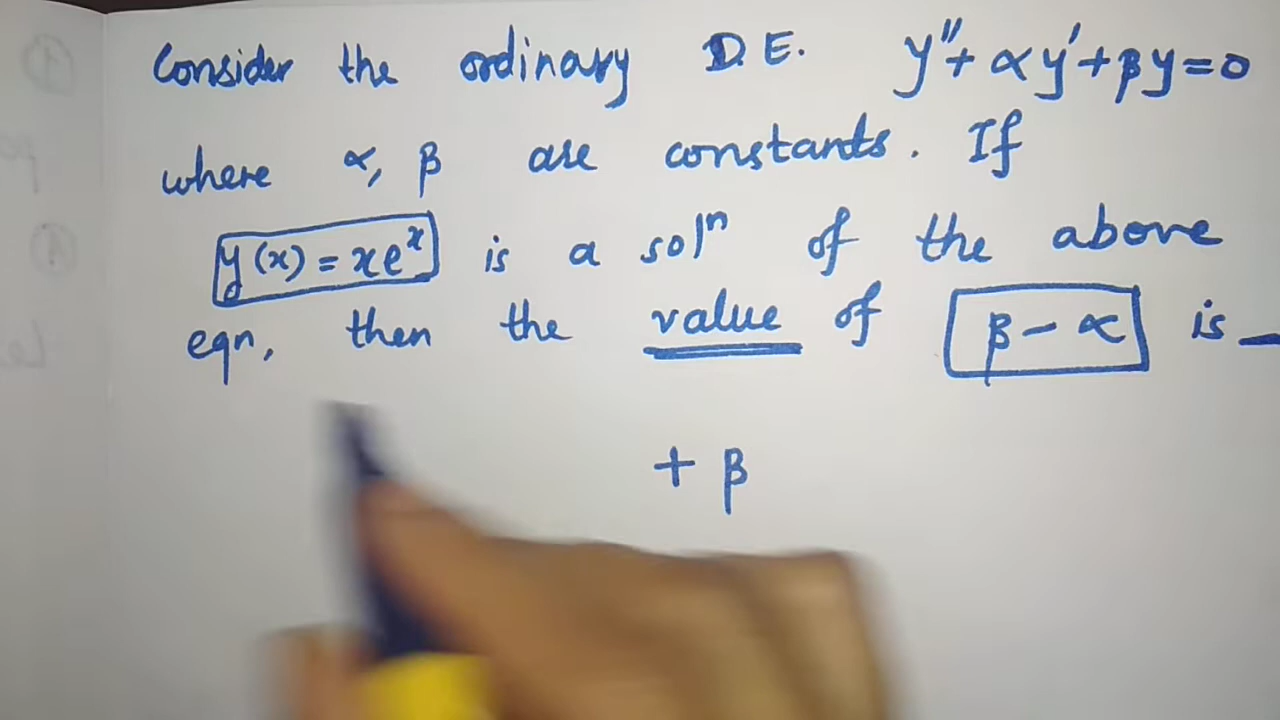 Consider the ordinary D.E. y″ + αy′ + βy = 0
where α, β are constants. If
y(x) = xeˣ is a solⁿ of the above
eqn, then the value of β – α is _
+ β